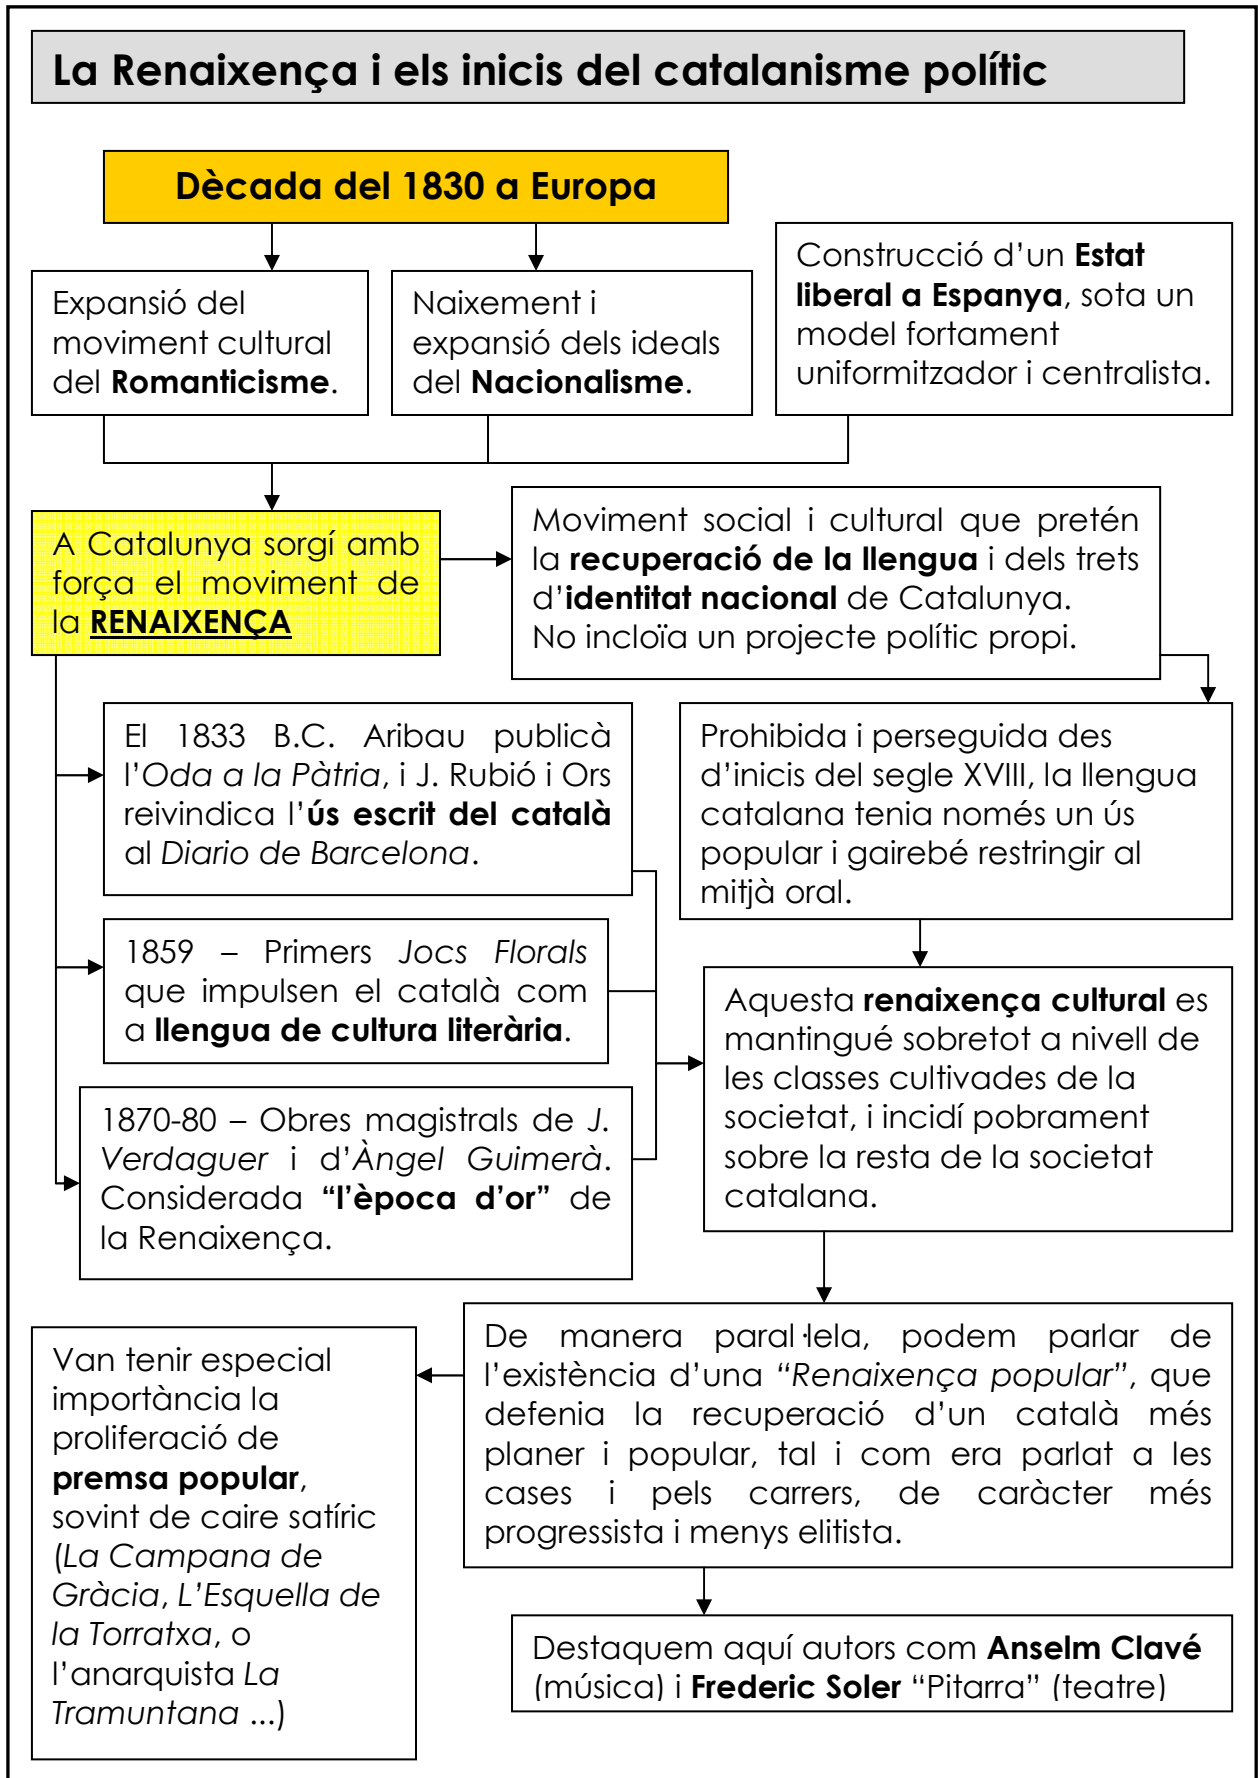 La Renaixença i els inicis del catalanisme polític
Dècada del 1830 a Europa
Expansió del
moviment cultural
del Romanticisme.
Naixement i
expansió dels ideals
del Nacionalisme.
Construcció d’un Estat
liberal a Espanya, sota un
model fortament
uniformitzador i centralista.
A Catalunya sorgí amb
força el moviment de
la RENAIXENÇA
Moviment social i cultural que pretén
la recuperació de la llengua i dels trets
d’identitat nacional de Catalunya.
No incloïa un projecte polític propi.
El 1833 B.C. Aribau publicà
l’Oda a la Pàtria, i J. Rubió i Ors
reivindica l’ús escrit del català
al Diario de Barcelona.
Prohibida i perseguida des
d’inicis del segle XVIII, la llengua
catalana tenia només un ús
popular i gairebé restringir al
mitjà oral.
1859 – Primers Jocs Florals
que impulsen el català com
a llengua de cultura literària.
Aquesta renaixença cultural es
mantingué sobretot a nivell de
les classes cultivades de la
societat, i incidí pobrament
sobre la resta de la societat
catalana.
1870-80 – Obres magistrals de J.
Verdaguer i d’Àngel Guimerà.
Considerada “l’època d’or” de
la Renaixença.
De manera paral·lela, podem parlar de
l’existència d’una “Renaixença popular”, que
defenia la recuperació d’un català més
planer i popular, tal i com era parlat a les
cases i pels carrers, de caràcter més
progressista i menys elitista.
Van tenir especial
importància la
proliferació de
premsa popular,
sovint de caire satíric
(La Campana de
Gràcia, L’Esquella de
la Torratxa, o
l’anarquista La
Tramuntana ...)
Destaquem aquí autors com Anselm Clavé
(música) i Frederic Soler “Pitarra” (teatre)